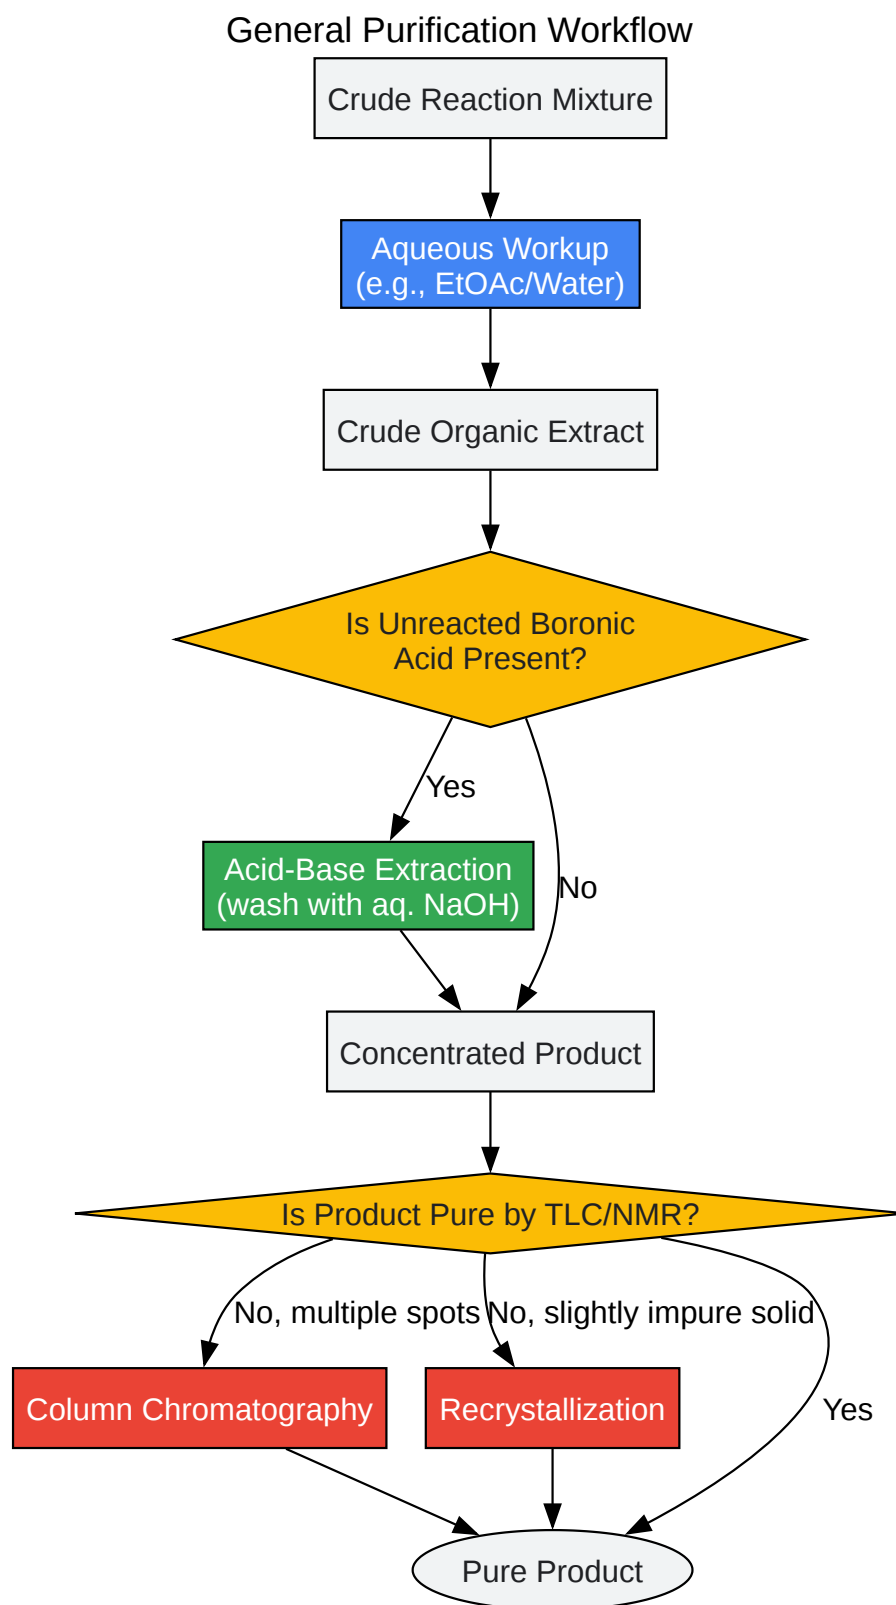 General Purification Workflow
Crude Reaction Mixture
Aqueous Workup
(e.g., EtOAc/Water)
Crude Organic Extract
Is Unreacted Boronic
Acid Present?
Yes
Acid-Base Extraction
(wash with aq. NaOH)
No
Concentrated Product
Is Product Pure by TLC/NMR?
No, multiple spots
No, slightly impure solid
Column Chromatography
Recrystallization
Yes
Pure Product